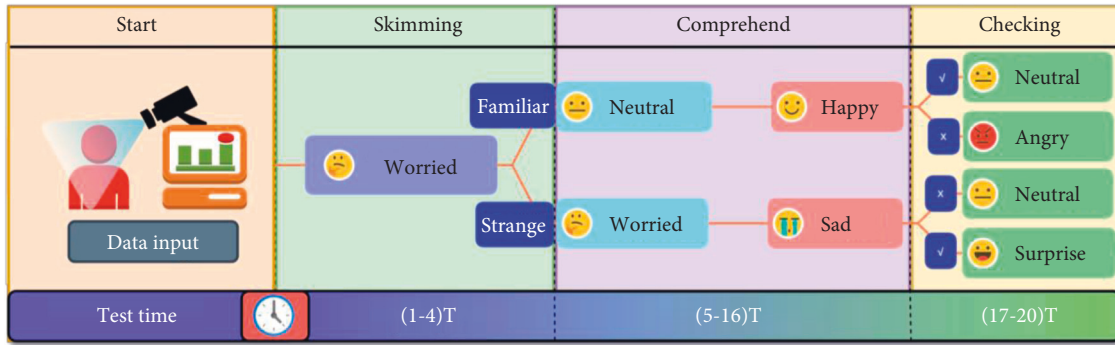 Start
Skimming
Comprehend
Checking
Data input
Worried
Familiar
Strange
Neutral
Happy
Worried
Sad
√
Neutral
x
Angry
x
Neutral
√
Surprise
Test time
(1-4)T
(5-16)T
(17-20)T